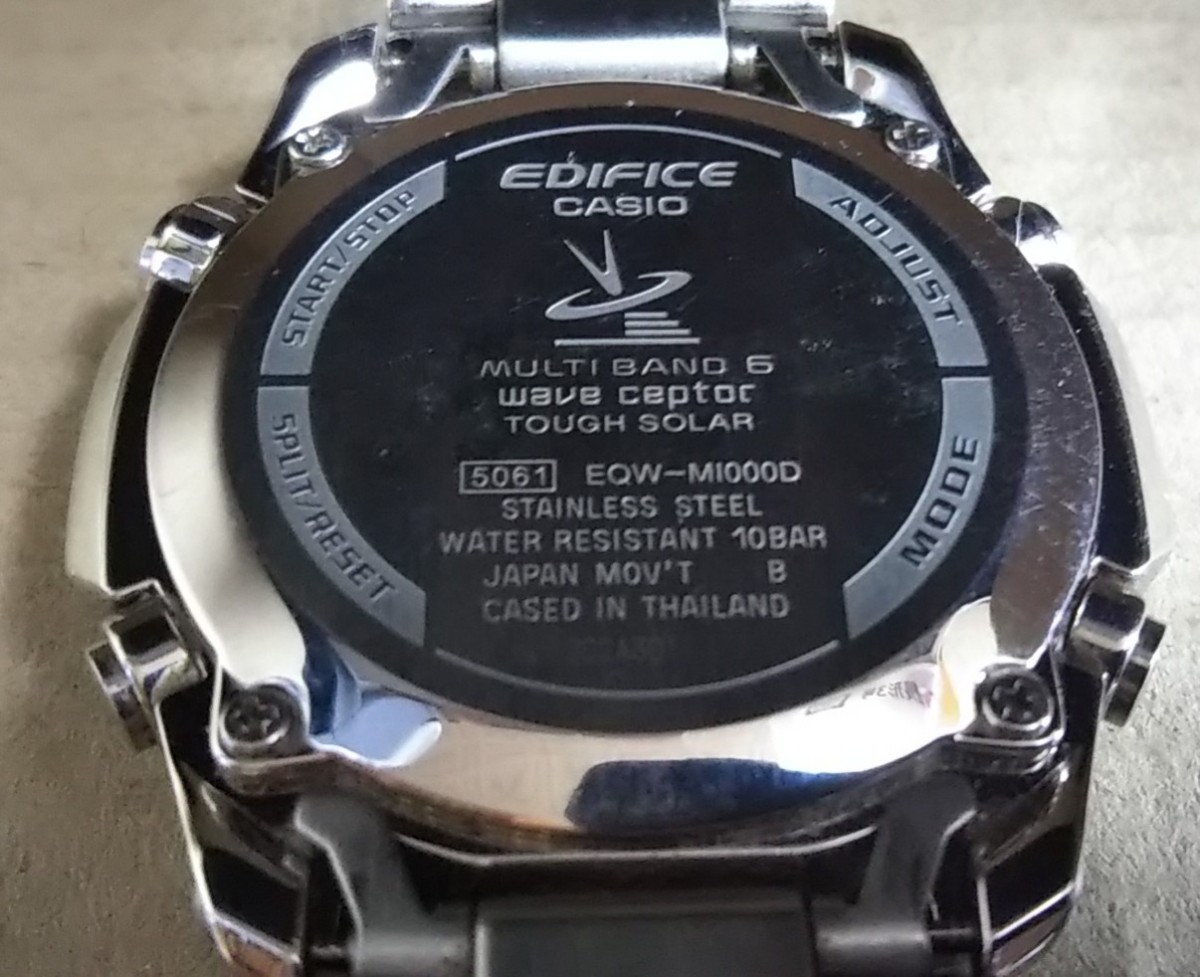 EDIFICE
CASIO
START/STOP
ADJUST
MULTI BAND 6
wave ceptor
TOUGH SOLAR
5061 EQW-M1000D
STAINLESS STEEL
WATER RESISTANT 10BAR
JAPAN MOV'T B
CASED IN THAILAND
SPLIT/RESET
MODE